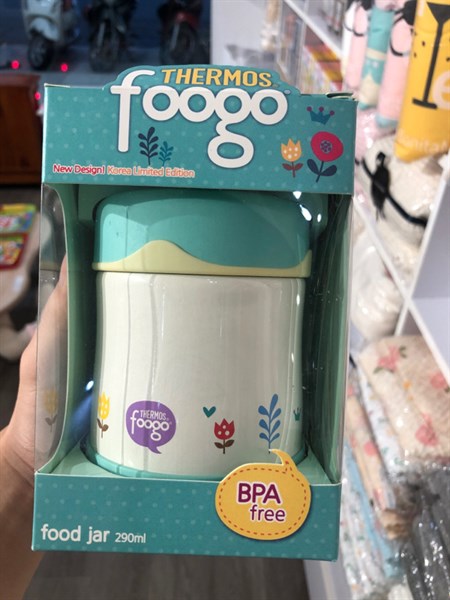 THERMOS
foogo
New Design! Korea Limited Edition
THERMOS.
foogo
BPA
free
food jar 290ml